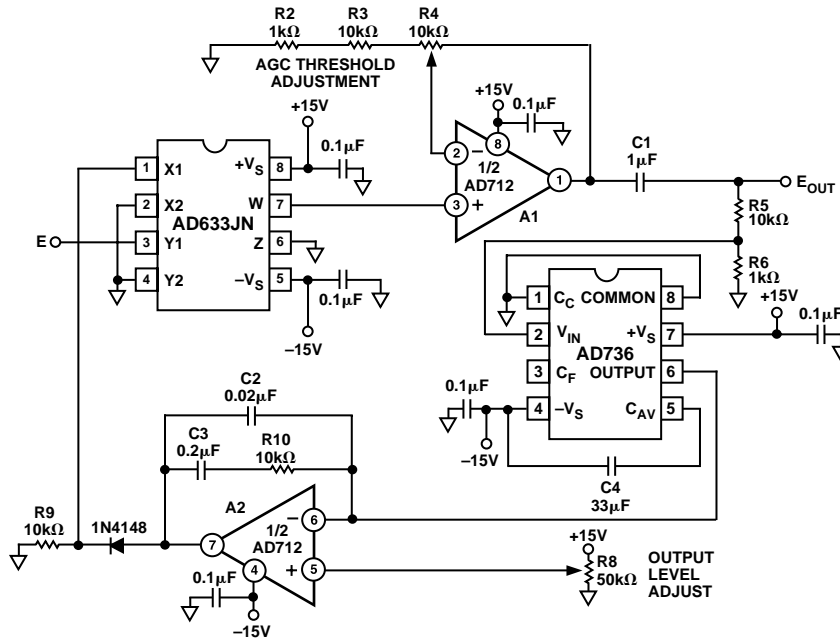 R2
1kΩ
R3
10kΩ
R4
10kΩ
AGC THRESHOLD
ADJUSTMENT
+15V
0.1µF
1 X1
2 X2
3 Y1
4 Y2
+VS 8
W 7
Z 6
–VS 5
AD633JN
E
0.1µF
–15V
+15V
0.1µF
8
2 –
3 +
1
1/2
AD712
A1
C1
1µF
EOUT
R5
10kΩ
R6
1kΩ
1 CC
2 VIN
3 CF
4 –VS
COMMON 8
+VS 7
OUTPUT 6
CAV 5
AD736
+15V
0.1µF
0.1µF
–15V
C4
33µF
C2
0.02µF
C3
0.2µF
R10
10kΩ
R9
10kΩ
1N4148
A2
7
1/2
AD712
– 6
+ 5
4
0.1µF
–15V
+15V
R8
50kΩ
OUTPUT
LEVEL
ADJUST